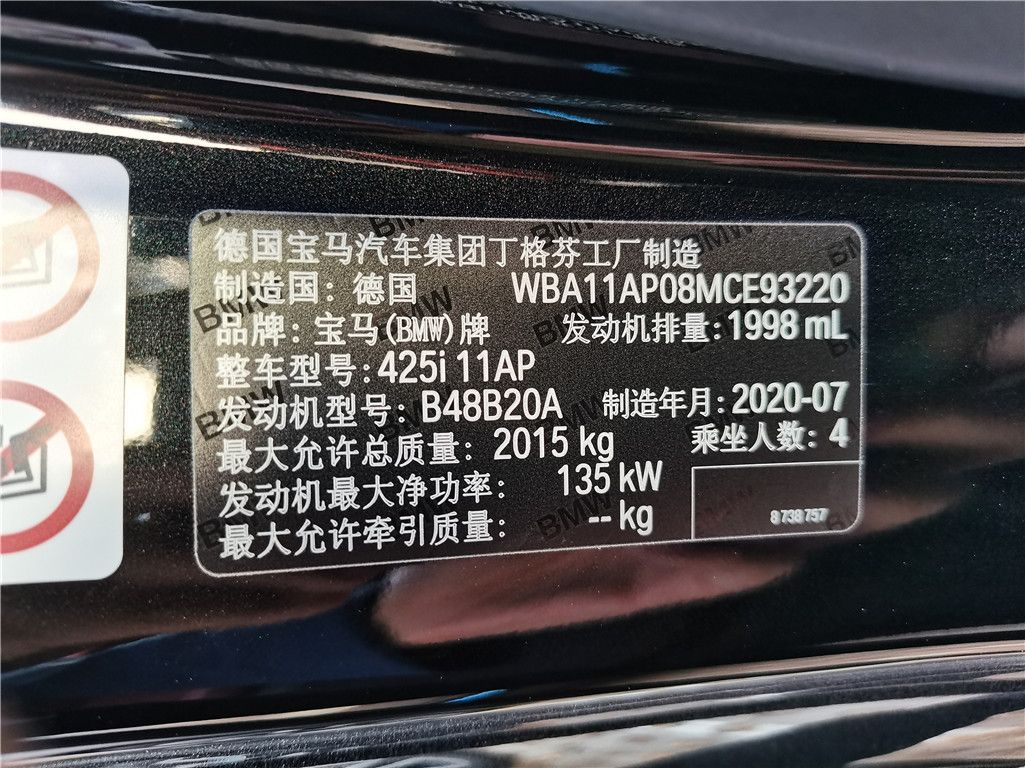 德国宝马汽车集团丁格芬工厂制造
制造国：德国 WBA11AP08MCE93220
品牌：宝马(BMW)牌 发动机排量：1998 mL
整车型号：425i 11AP
发动机型号：B48B20A 制造年月：2020-07
最大允许总质量：2015 kg 乘坐人数：4
发动机最大净功率：135 kW
最大允许牵引质量：-- kg
8 738 757